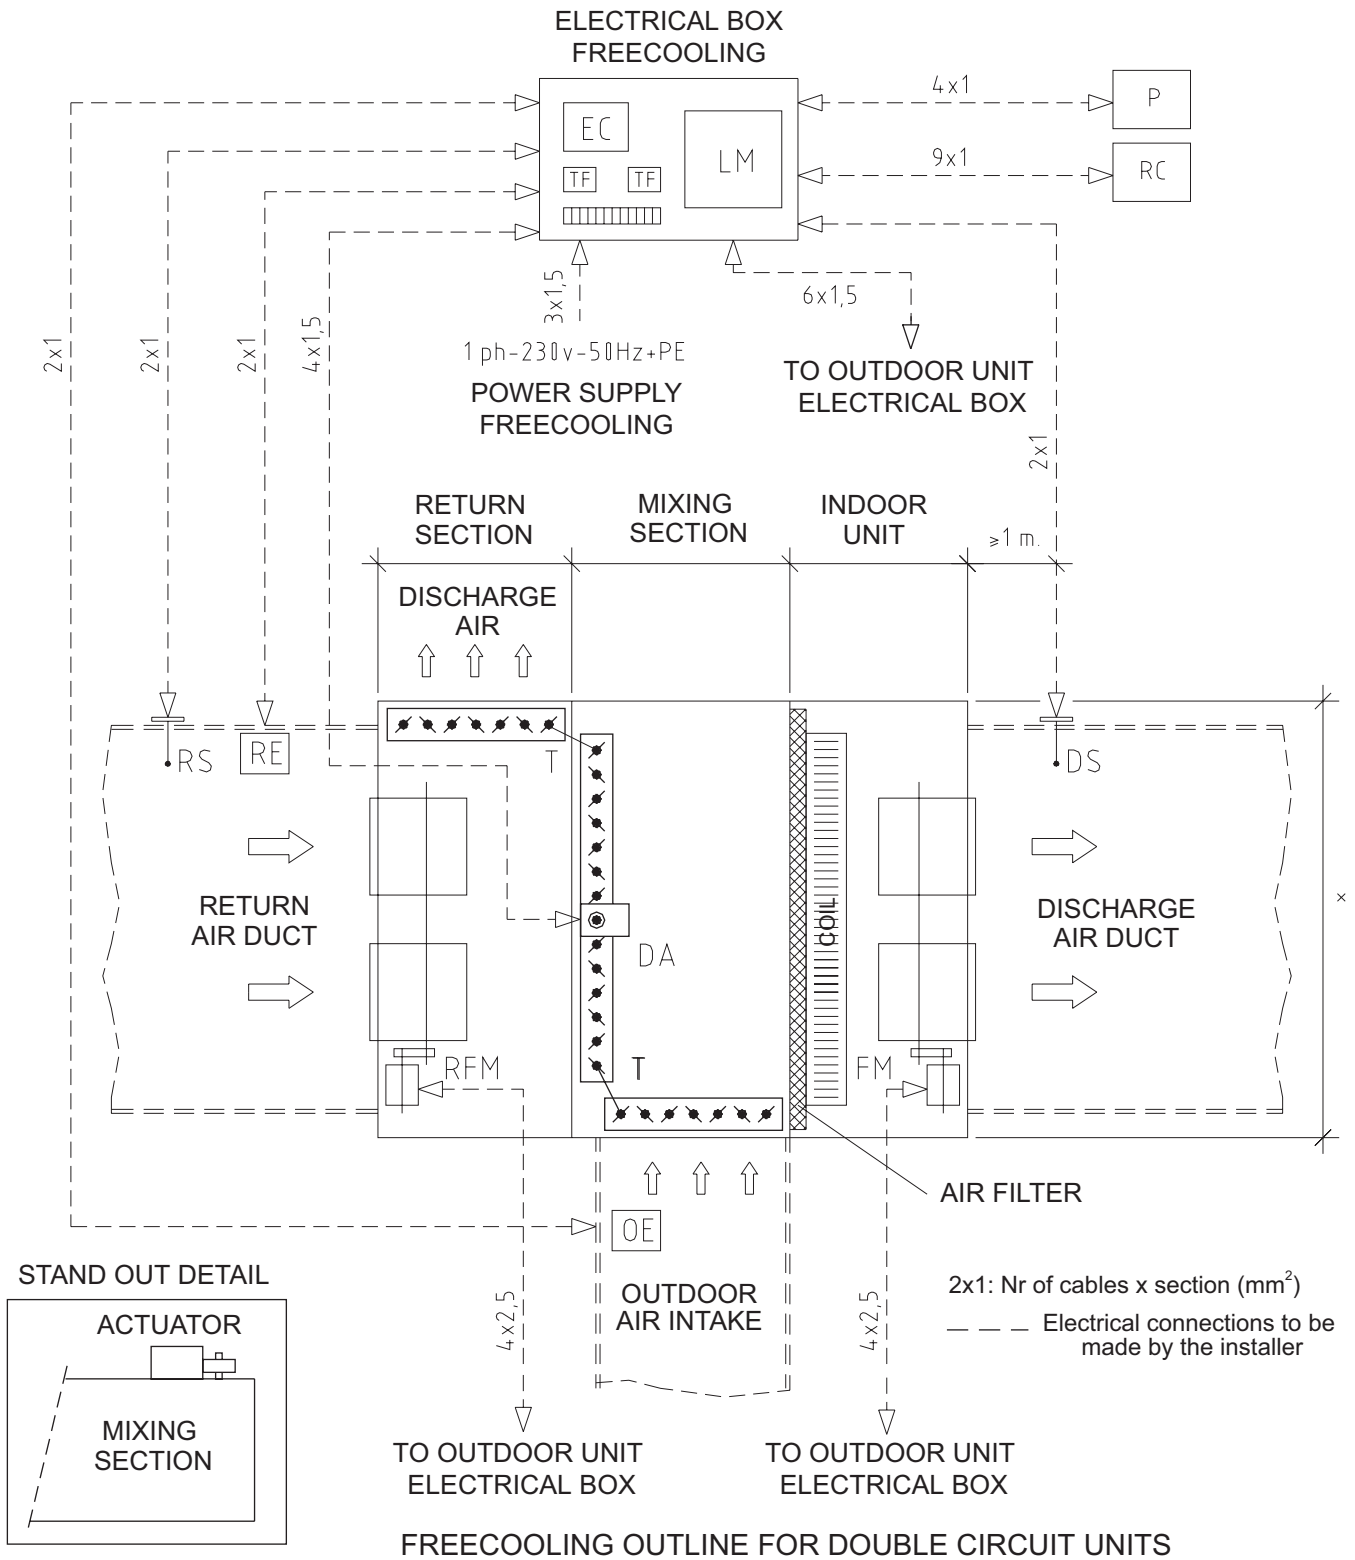 ELECTRICAL BOX
FREECOOLING
EC
LM
TF
TF
4x1
P
9x1
RC
2x1
2x1
2x1
4x1,5
3x1,5
6x1,5
1 ph-230v-50Hz+PE
POWER SUPPLY
FREECOOLING
TO OUTDOOR UNIT
ELECTRICAL BOX
2x1
RETURN
SECTION
MIXING
SECTION
INDOOR
UNIT
≥1 m.
DISCHARGE
AIR
RS
RE
T
DS
RETURN
AIR DUCT
COIL
DISCHARGE
AIR DUCT
x
DA
RFM
T
FM
AIR FILTER
OE
OUTDOOR
AIR INTAKE
4x2,5
4x2,5
2x1: Nr of cables x section (mm²)
Electrical connections to be
made by the installer
STAND OUT DETAIL
ACTUATOR
MIXING
SECTION
TO OUTDOOR UNIT
ELECTRICAL BOX
TO OUTDOOR UNIT
ELECTRICAL BOX
FREECOOLING OUTLINE FOR DOUBLE CIRCUIT UNITS